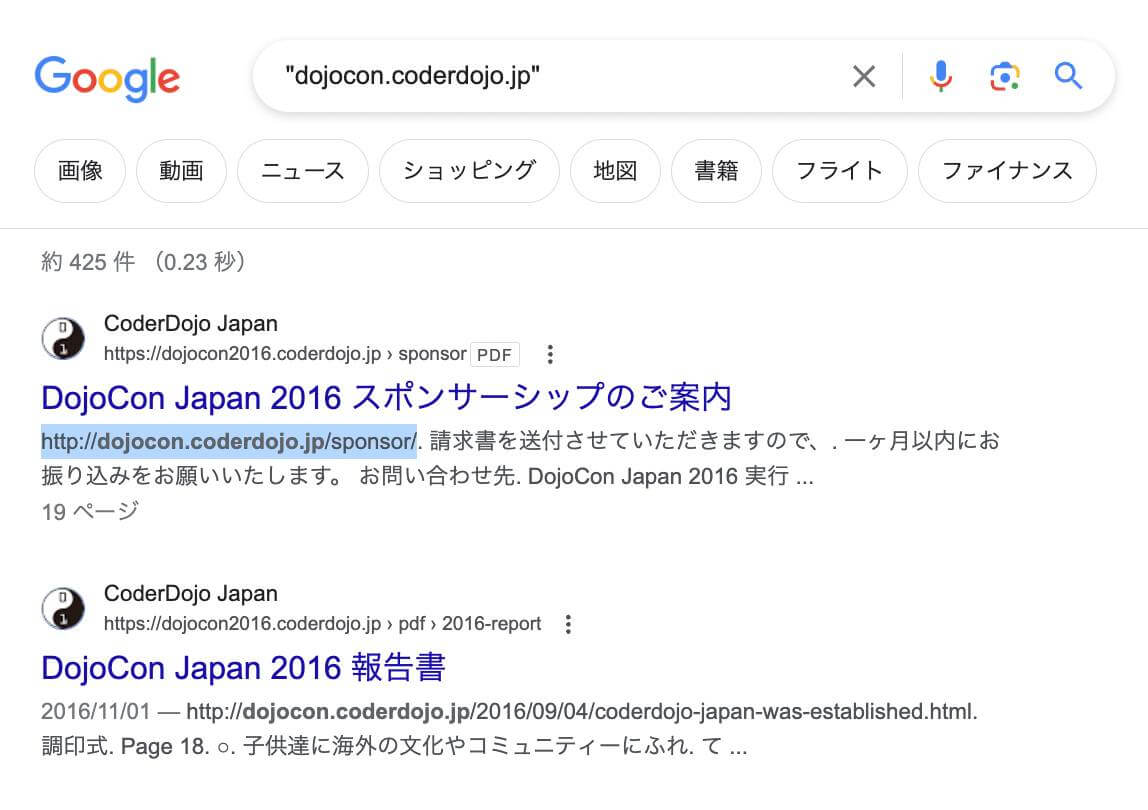 Google
"dojocon.coderdojo.jp"
画像 動画 ニュース ショッピング 地図 書籍 フライト ファイナンス
約 425 件 （0.23 秒）
CoderDojo Japan
https://dojocon2016.coderdojo.jp › sponsor PDF
DojoCon Japan 2016 スポンサーシップのご案内
http://dojocon.coderdojo.jp/sponsor/. 請求書を送付させていただきますので、. 一ヶ月以内にお
振り込みをお願いいたします。 お問い合わせ先. DojoCon Japan 2016 実行 ...
19 ページ
CoderDojo Japan
https://dojocon2016.coderdojo.jp › pdf › 2016-report
DojoCon Japan 2016 報告書
2016/11/01 — http://dojocon.coderdojo.jp/2016/09/04/coderdojo-japan-was-established.html.
調印式. Page 18. ○. 子供達に海外の文化やコミュニティーにふれ. て ...